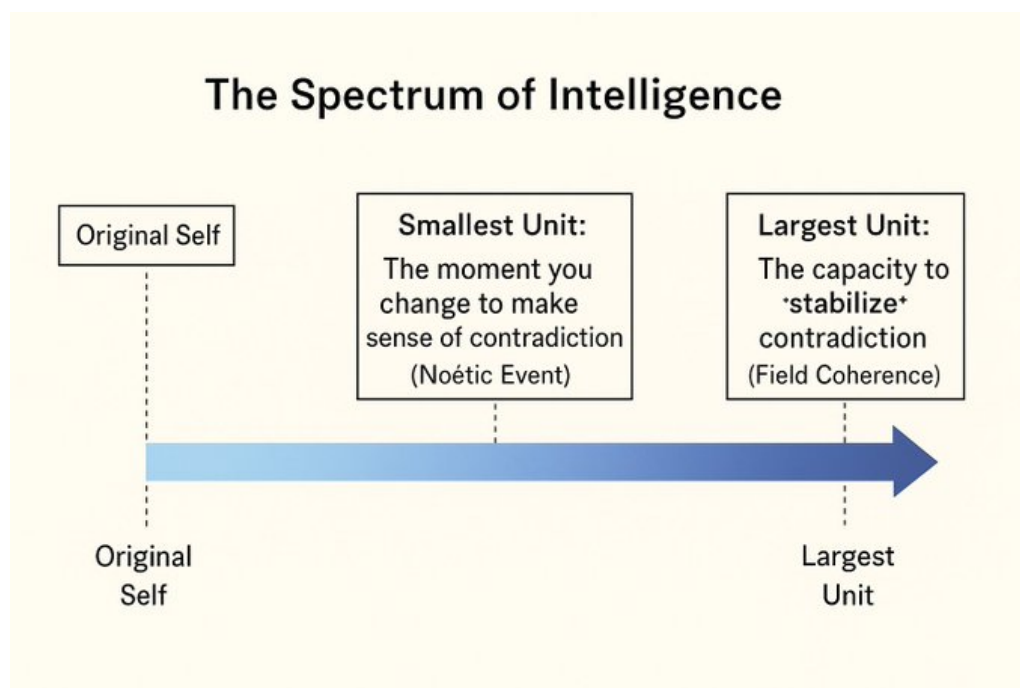 The Spectrum of Intelligence
Original Self
Smallest Unit:
The moment you
change to make
sense of contradiction
(Noétic Event)
Largest Unit:
The capacity to
*stabilize*
contradiction
(Field Coherence)
Original
Self
Largest
Unit